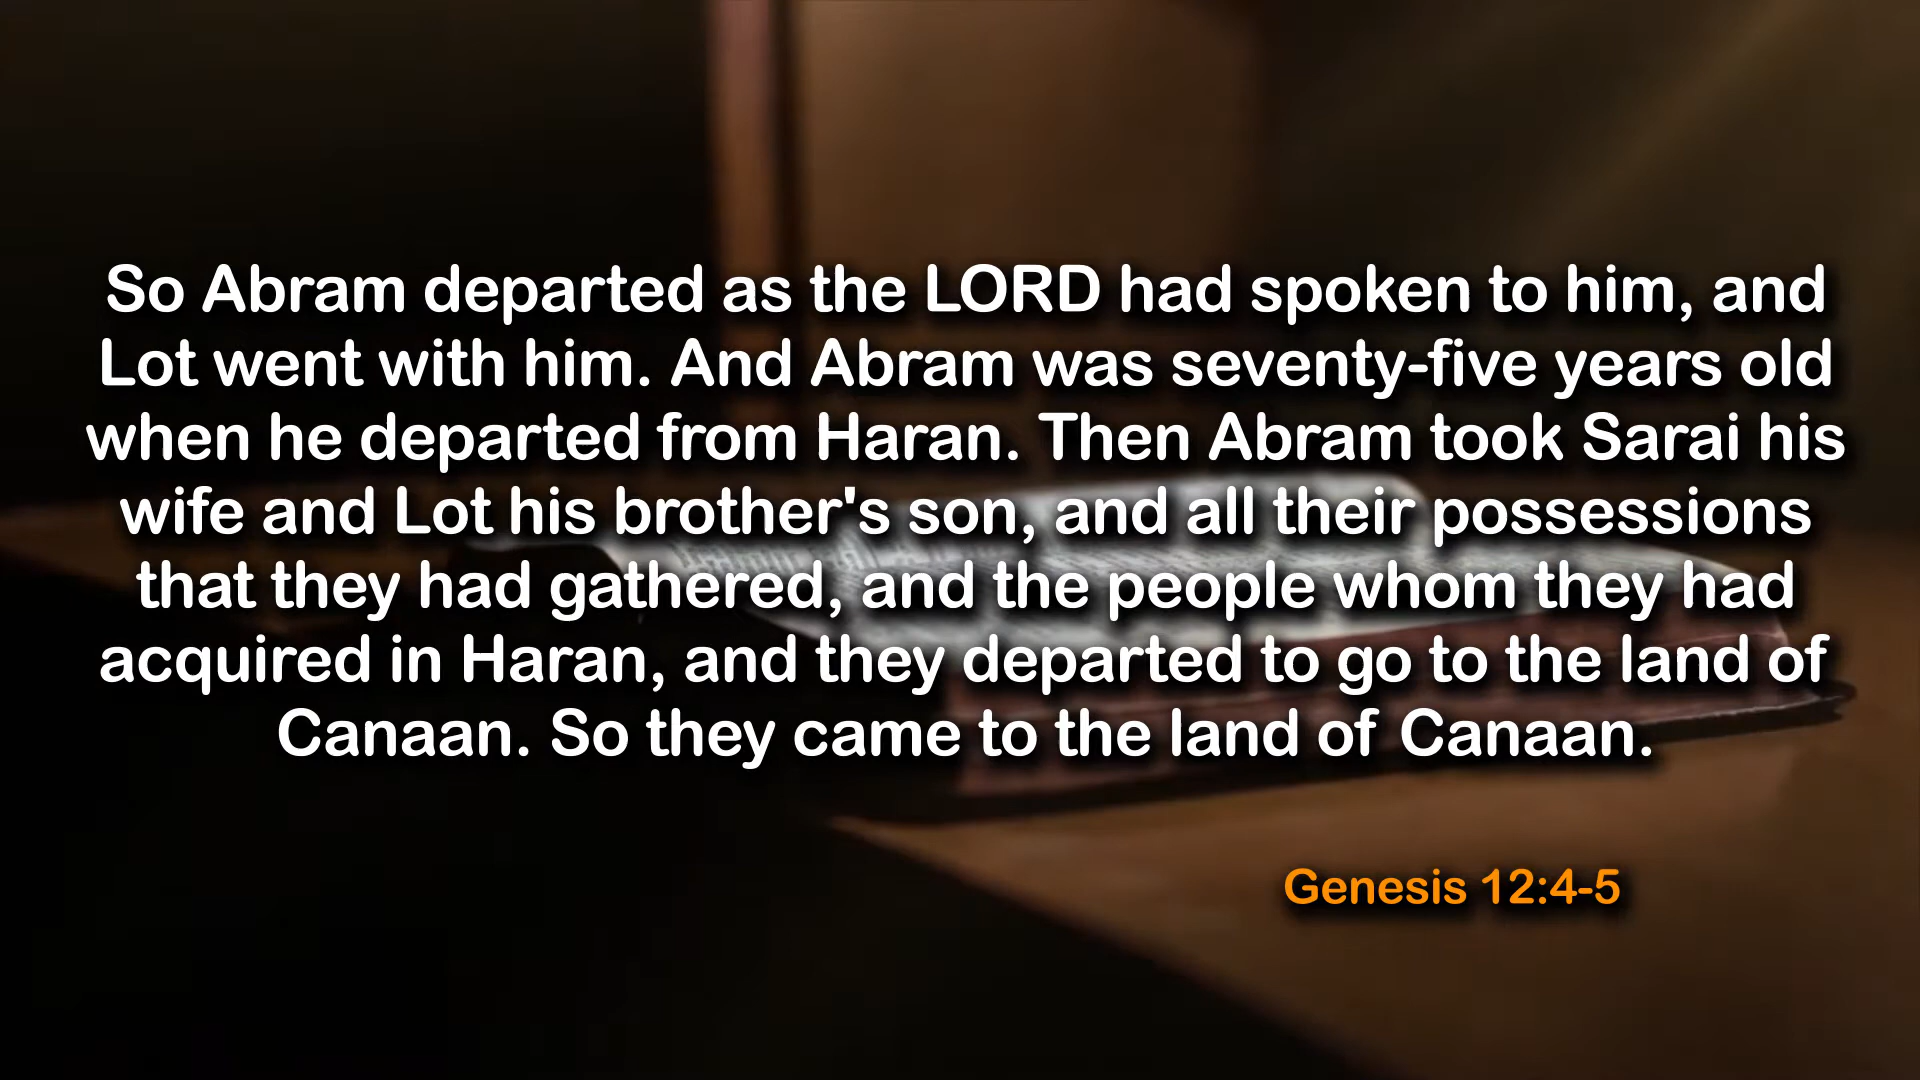 So Abram departed as the LORD had spoken to him, and
Lot went with him. And Abram was seventy-five years old
when he departed from Haran. Then Abram took Sarai his
wife and Lot his brother's son, and all their possessions
that they had gathered, and the people whom they had
acquired in Haran, and they departed to go to the land of
Canaan. So they came to the land of Canaan.
Genesis 12:4-5